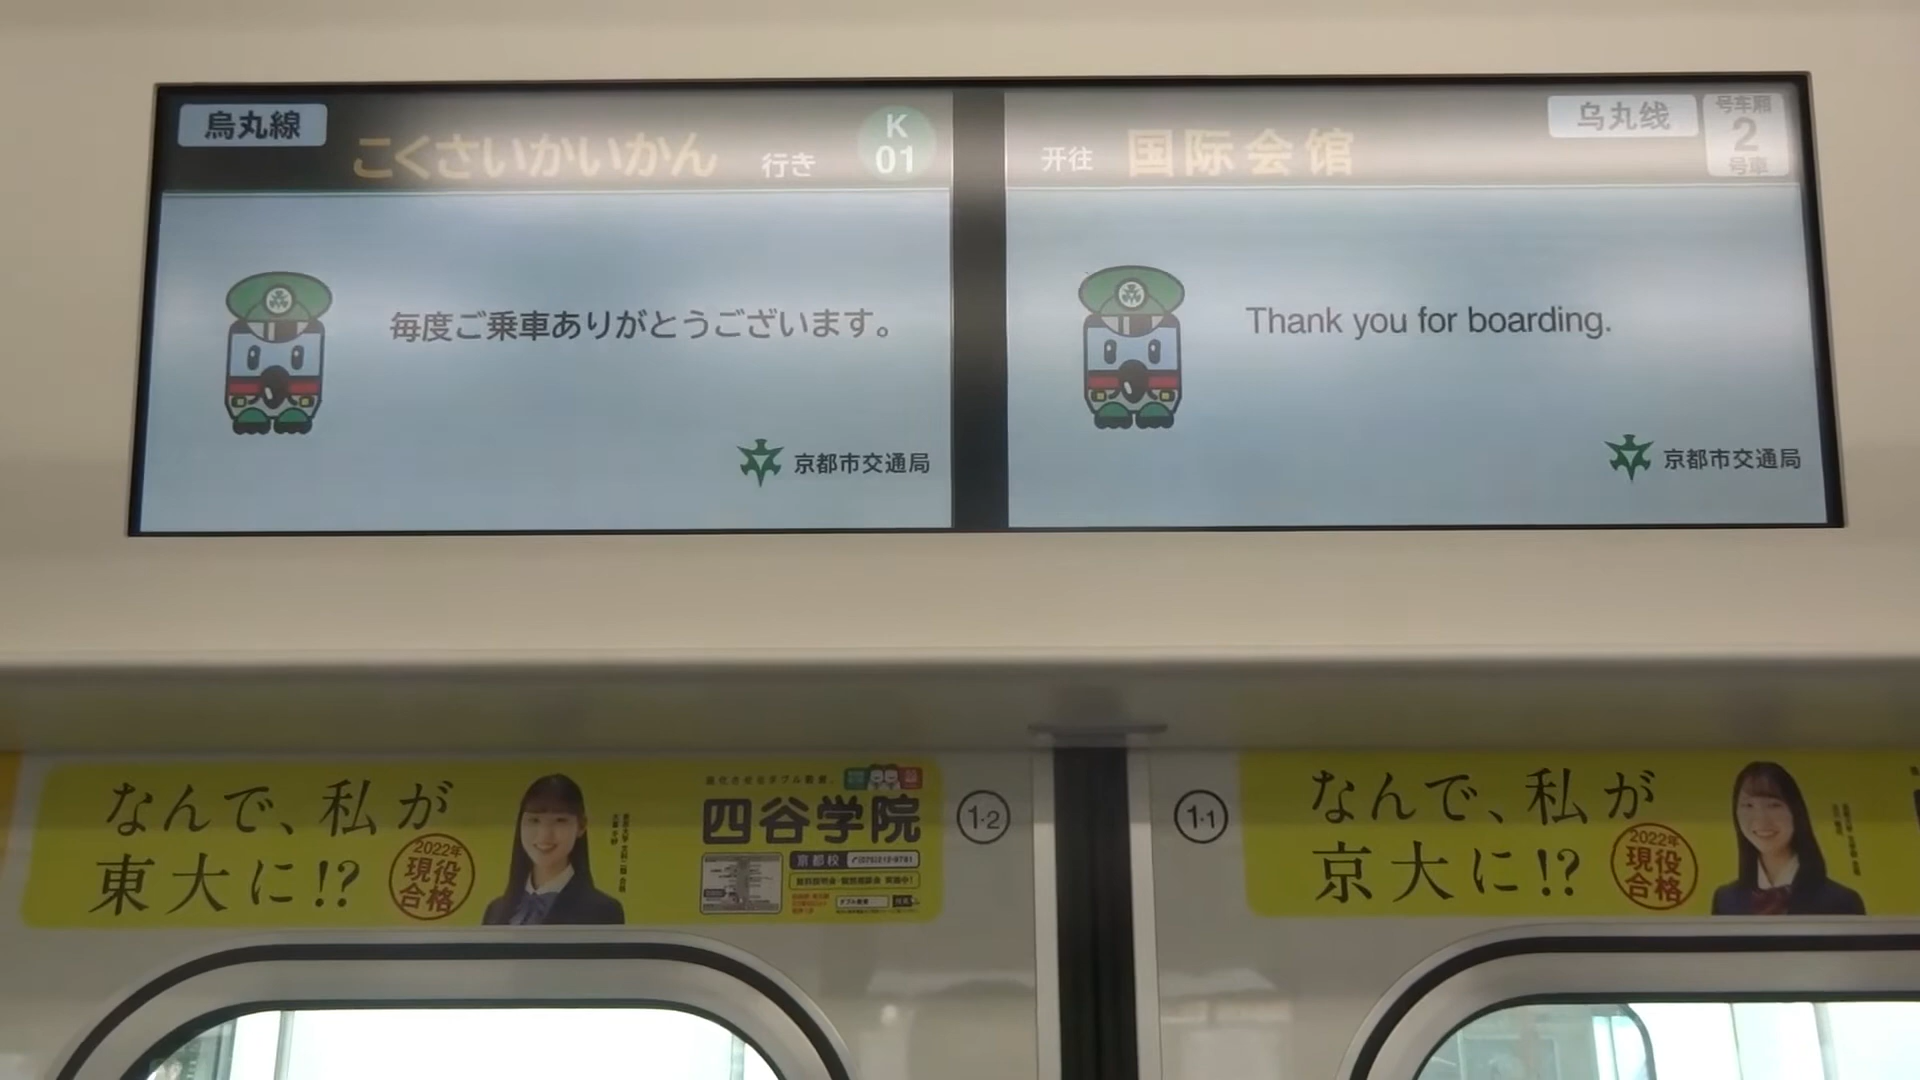 烏丸線
こくさいかいかん 行き
K
01
毎度ご乗車ありがとうございます。
京都市交通局
开往 国际会馆
乌丸线
号车厢
2
号車
Thank you for boarding.
京都市交通局
なんで、私が
東大に!?
2022年
現役
合格
四谷学院
京都校
(075)212-9781
1·2
1·1
なんで、私が
京大に!?
2022年
現役
合格